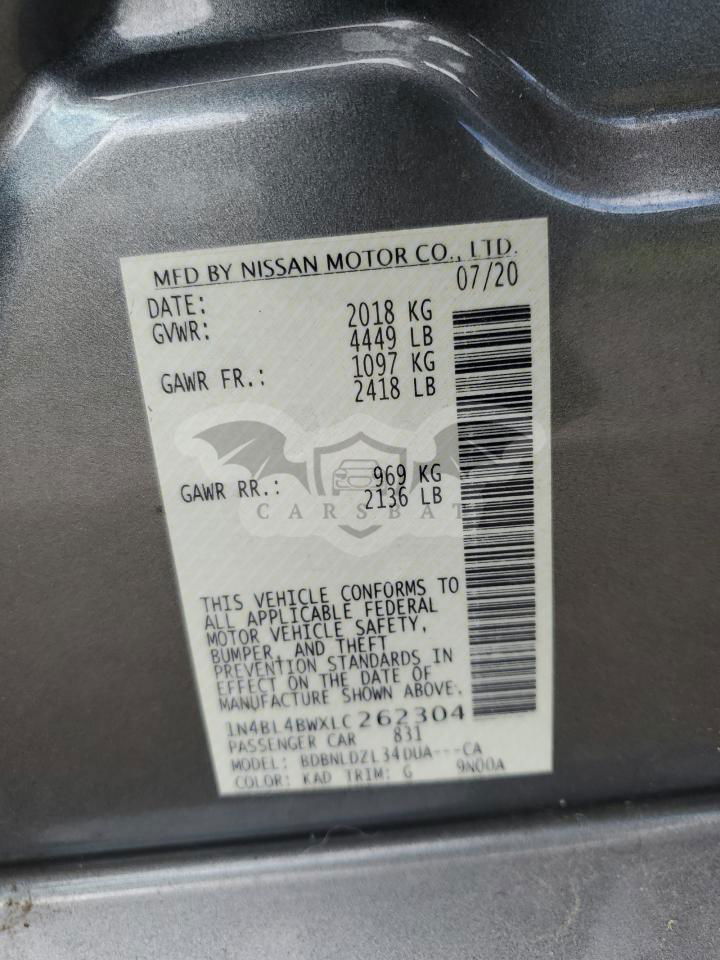 MFD BY NISSAN MOTOR CO., LTD.
DATE: 07/20
GVWR: 2018 KG
4449 LB
GAWR FR.: 1097 KG
2418 LB
GAWR RR.: 969 KG
2136 LB
CARSBAT
THIS VEHICLE CONFORMS TO
ALL APPLICABLE FEDERAL
MOTOR VEHICLE SAFETY,
BUMPER, AND THEFT
PREVENTION STANDARDS IN
EFFECT ON THE DATE OF
MANUFACTURE SHOWN ABOVE.
1N4BL4BWXLC262304
PASSENGER CAR 831
MODEL: BDBNLDZL34DUA---CA
COLOR: KAD TRIM: G 9N00A